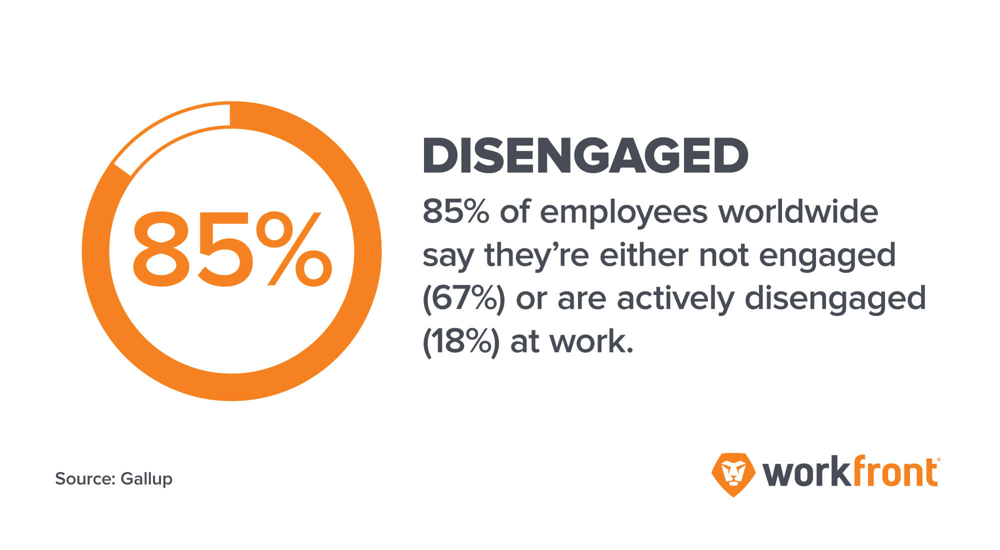 85%
DISENGAGED
85% of employees worldwide
say they’re either not engaged
(67%) or are actively disengaged
(18%) at work.
Source: Gallup
workfront®